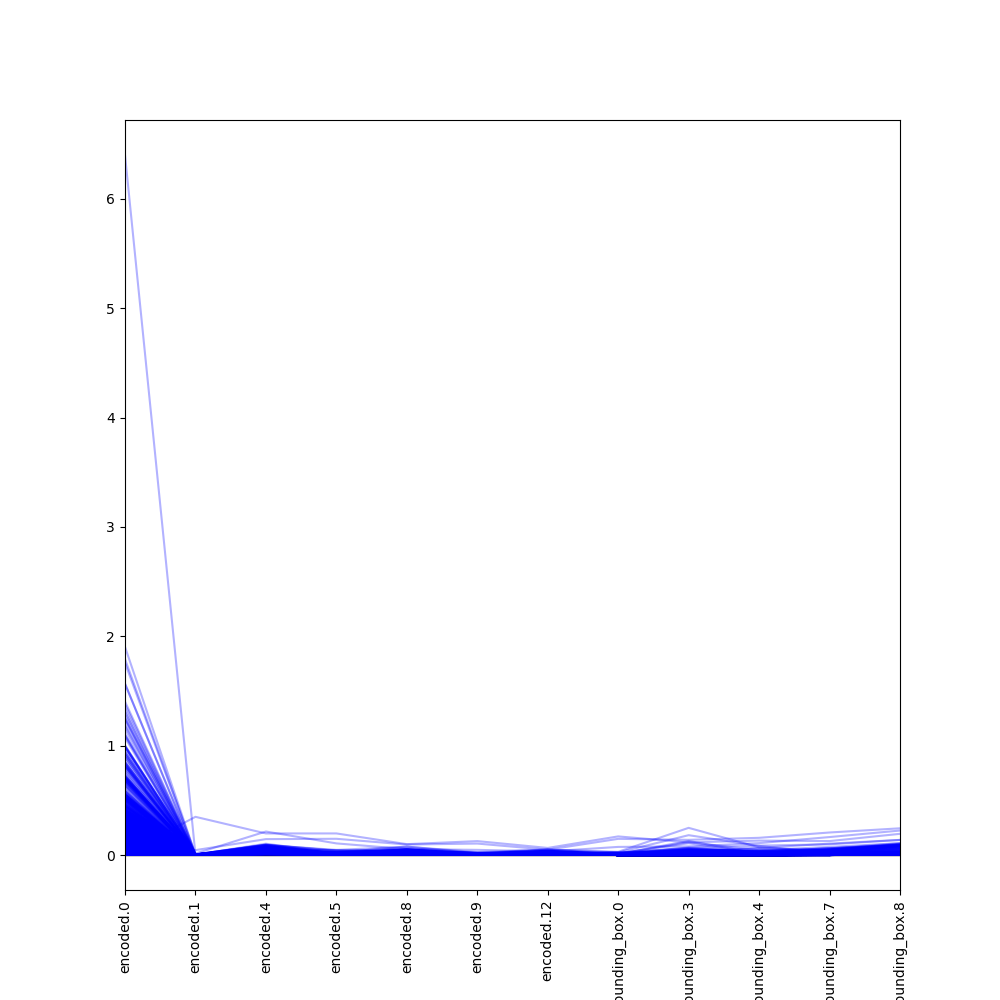 6
5
4
3
2
1
0
encoded.0
encoded.1
encoded.4
encoded.5
encoded.8
encoded.9
encoded.12
ounding_box.0
ounding_box.3
ounding_box.4
ounding_box.7
ounding_box.8